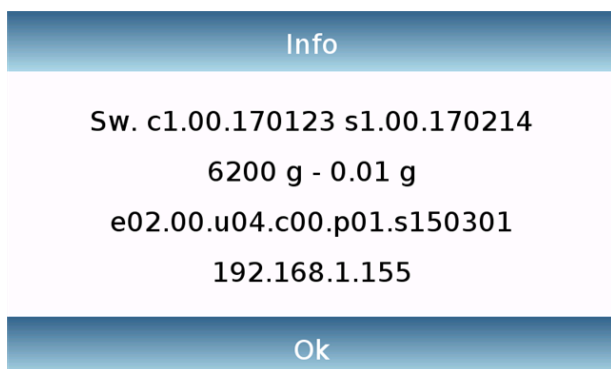 Info
Sw. c1.00.170123 s1.00.170214
6200 g - 0.01 g
e02.00.u04.c00.p01.s150301
192.168.1.155
Ok